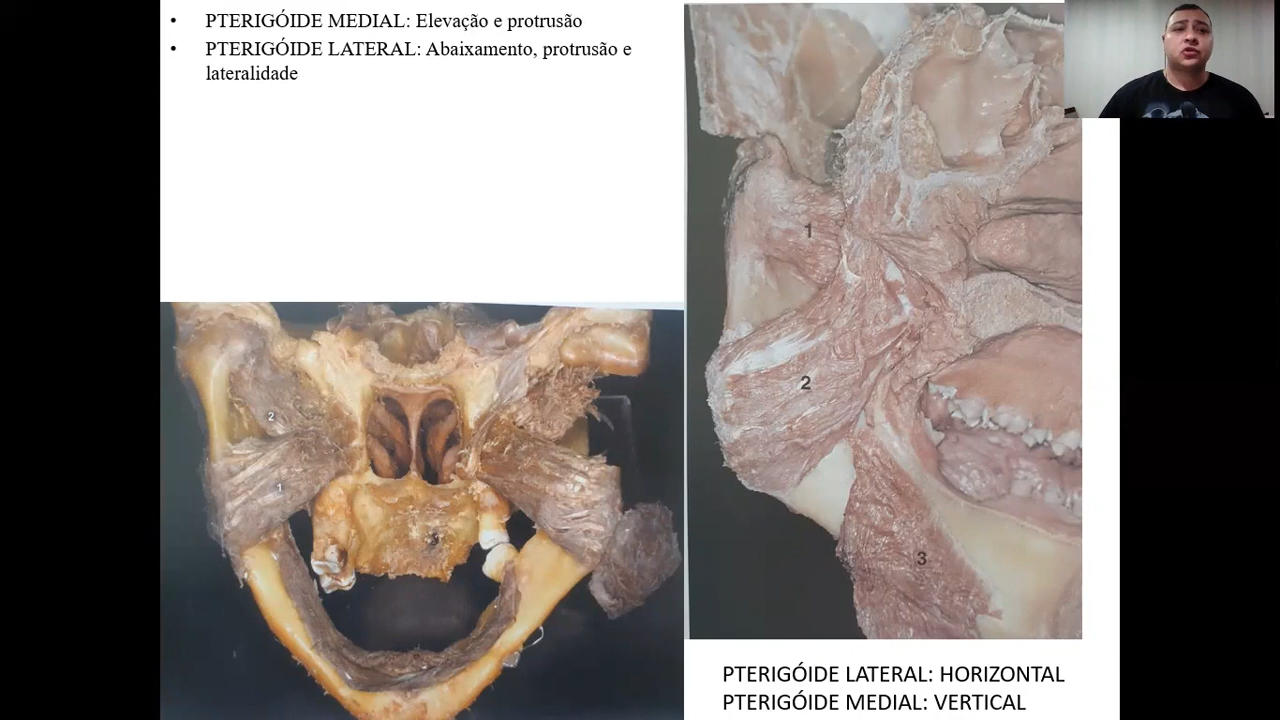 • PTERIGÓIDE MEDIAL: Elevação e protrusão
• PTERIGÓIDE LATERAL: Abaixamento, protrusão e
lateralidade
1
2
3
2
1
PTERIGÓIDE LATERAL: HORIZONTAL
PTERIGÓIDE MEDIAL: VERTICAL